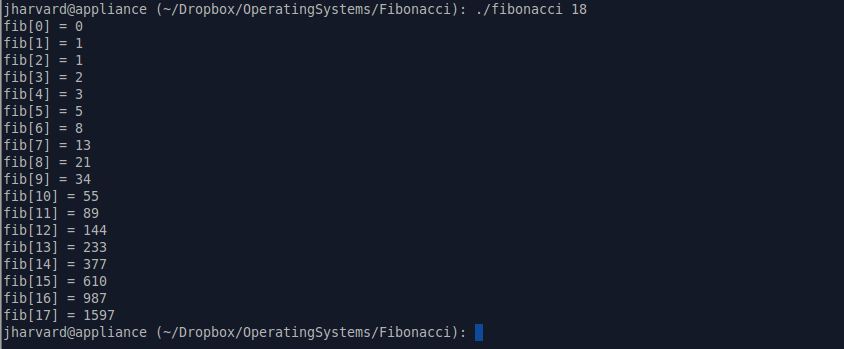 jharvard@appliance (~/Dropbox/OperatingSystems/Fibonacci): ./fibonacci 18
fib[0] = 0
fib[1] = 1
fib[2] = 1
fib[3] = 2
fib[4] = 3
fib[5] = 5
fib[6] = 8
fib[7] = 13
fib[8] = 21
fib[9] = 34
fib[10] = 55
fib[11] = 89
fib[12] = 144
fib[13] = 233
fib[14] = 377
fib[15] = 610
fib[16] = 987
fib[17] = 1597
jharvard@appliance (~/Dropbox/OperatingSystems/Fibonacci):